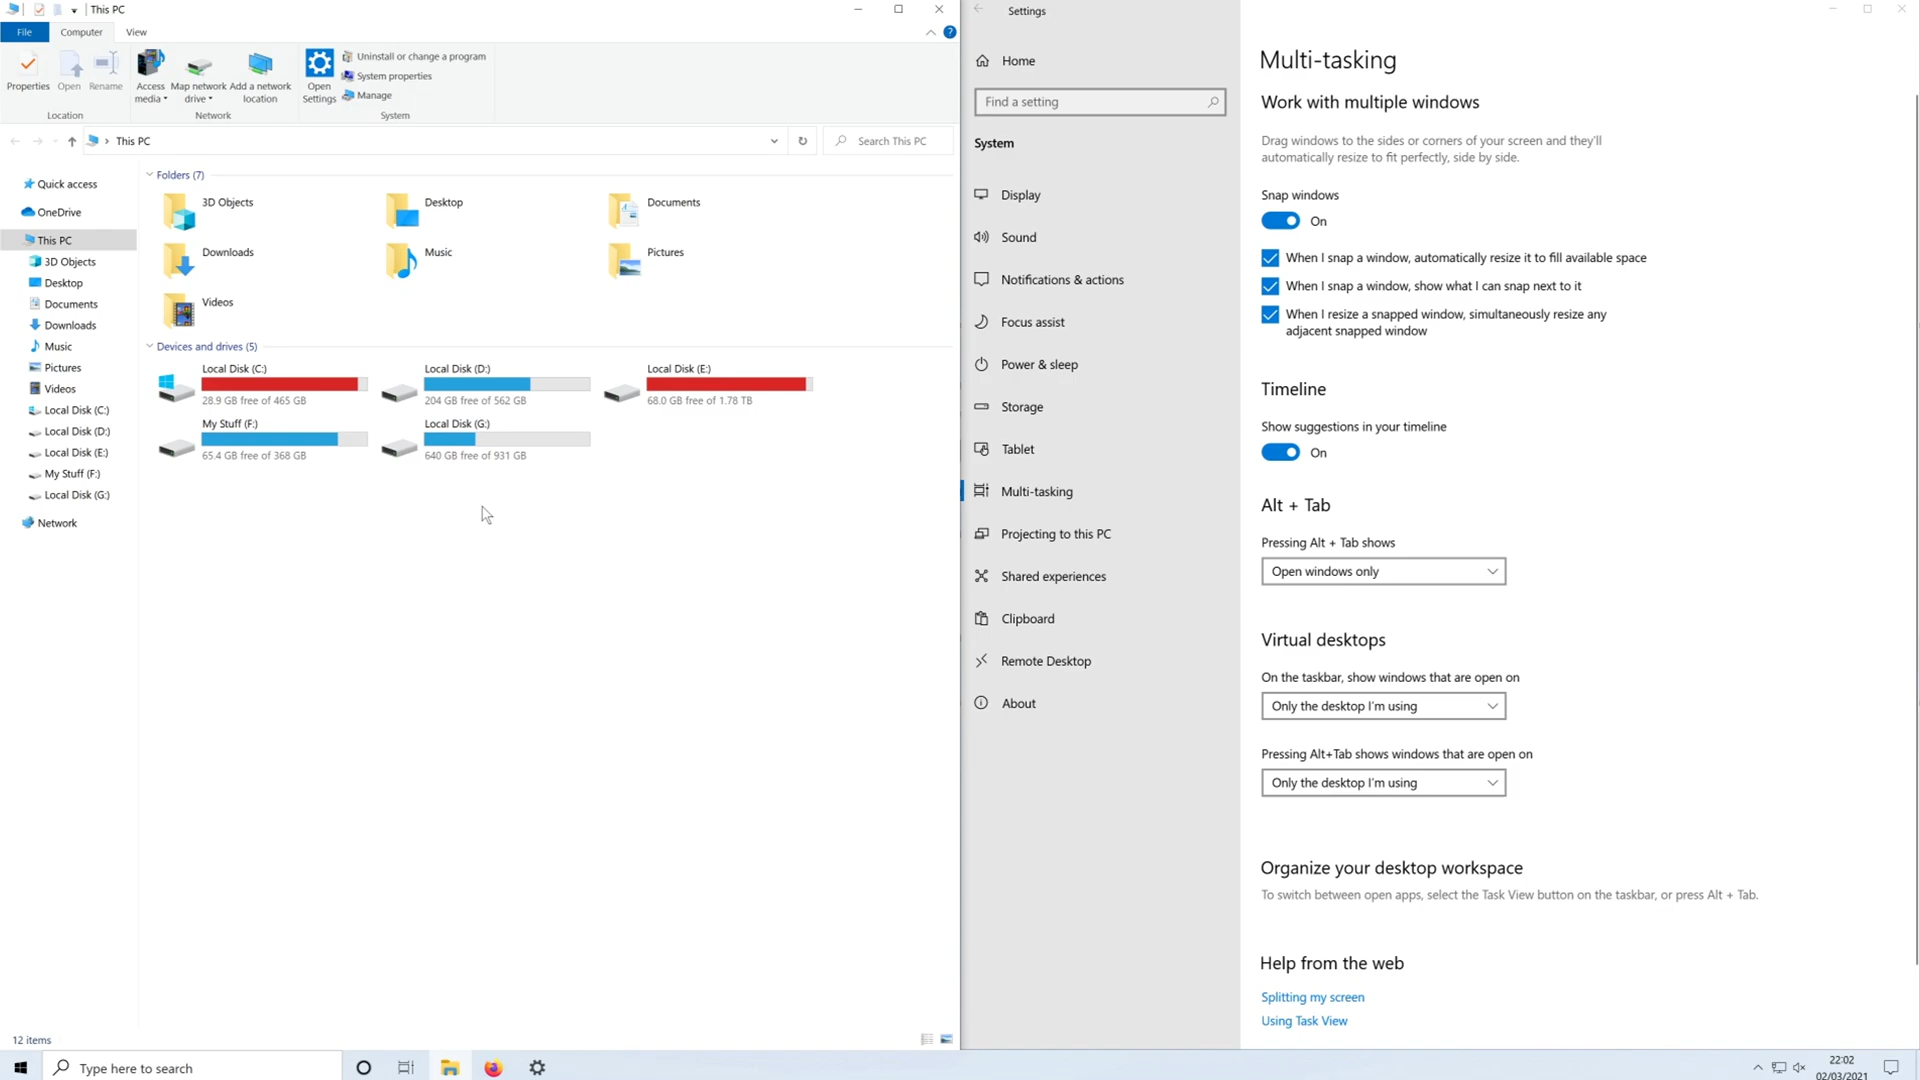 This PC
File
Computer
View
Properties
Open
Rename
Access media
Map network drive
Add a network location
Open Settings
Uninstall or change a program
System properties
Manage
Location
Network
System
This PC
Search This PC
Quick access
OneDrive
This PC
3D Objects
Desktop
Documents
Downloads
Music
Pictures
Videos
Local Disk (C:)
Local Disk (D:)
Local Disk (E:)
My Stuff (F:)
Local Disk (G:)
Network
Folders (7)
3D Objects
Desktop
Documents
Downloads
Music
Pictures
Videos
Devices and drives (5)
Local Disk (C:)
28.9 GB free of 465 GB
Local Disk (D:)
204 GB free of 562 GB
Local Disk (E:)
68.0 GB free of 1.78 TB
My Stuff (F:)
65.4 GB free of 368 GB
Local Disk (G:)
640 GB free of 931 GB
12 items
Settings
Home
Find a setting
System
Display
Sound
Notifications & actions
Focus assist
Power & sleep
Storage
Tablet
Multi-tasking
Projecting to this PC
Shared experiences
Clipboard
Remote Desktop
About
Multi-tasking
Work with multiple windows
Drag windows to the sides or corners of your screen and they'll
automatically resize to fit perfectly, side by side.
Snap windows
On
When I snap a window, automatically resize it to fill available space
When I snap a window, show what I can snap next to it
When I resize a snapped window, simultaneously resize any
adjacent snapped window
Timeline
Show suggestions in your timeline
On
Alt + Tab
Pressing Alt + Tab shows
Open windows only
Virtual desktops
On the taskbar, show windows that are open on
Only the desktop I'm using
Pressing Alt+Tab shows windows that are open on
Only the desktop I'm using
Organize your desktop workspace
To switch between open apps, select the Task View button on the taskbar, or press Alt + Tab.
Help from the web
Splitting my screen
Using Task View
Type here to search
22:02
02/03/2021